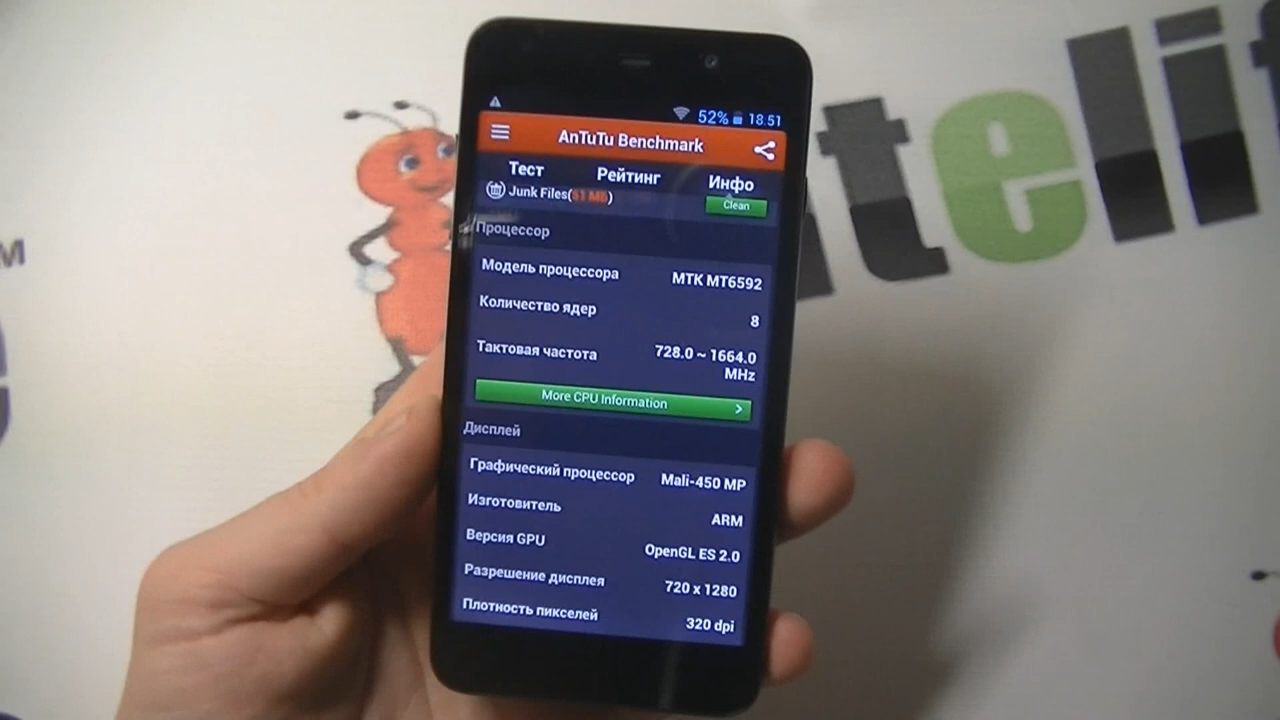 52% 18:51
AnTuTu Benchmark
Тест Рейтинг Инфо
Junk Files(51 МБ) Clean
Процессор
Модель процессора MTK MT6592
Количество ядер 8
Тактовая частота 728.0 ~ 1664.0
MHz
More CPU Information
Дисплей
Графический процессор Mali-450 MP
Изготовитель ARM
Версия GPU OpenGL ES 2.0
Разрешение дисплея 720 x 1280
Плотность пикселей 320 dpi